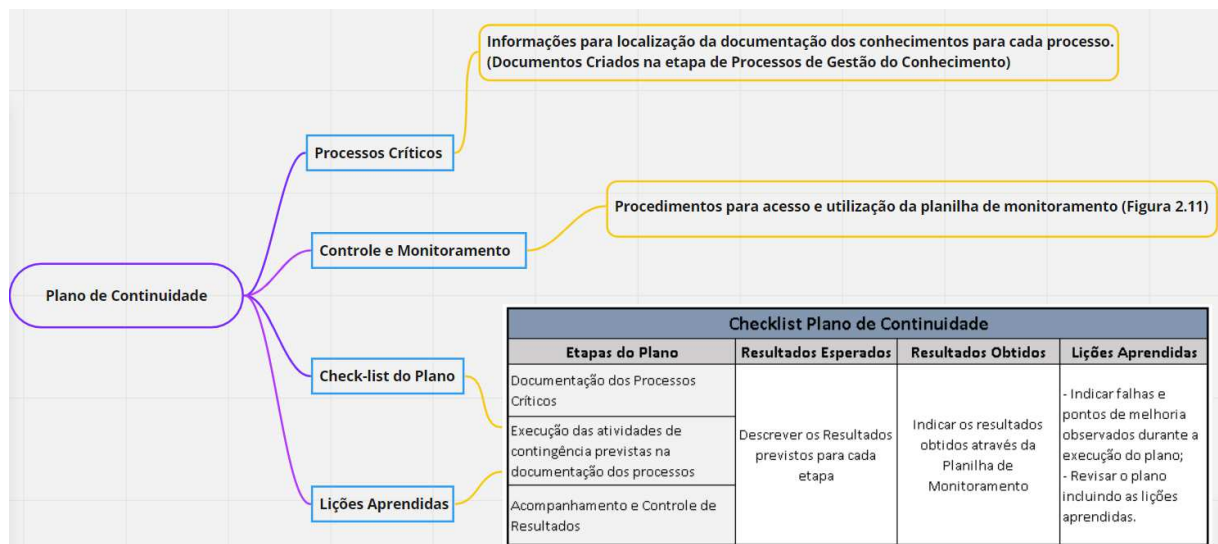 Informações para localização da documentação dos conhecimentos para cada processo.
(Documentos Criados na etapa de Processos de Gestão do Conhecimento)
Processos Críticos
Procedimentos para acesso e utilização da planilha de monitoramento (Figura 2.11)
Controle e Monitoramento
Plano de Continuidade
Check-list do Plano
Lições Aprendidas
Checklist Plano de Continuidade
Etapas do Plano
Resultados Esperados
Resultados Obtidos
Lições Aprendidas
Documentação dos Processos
Críticos
Execução das atividades de
contingência previstas na
documentação dos processos
Acompanhamento e Controle de
Resultados
Descrever os Resultados
previstos para cada
etapa
Indicar os resultados
obtidos através da
Planilha de
Monitoramento
- Indicar falhas e
pontos de melhoria
observados durante a
execução do plano;
- Revisar o plano
incluindo as lições
aprendidas.